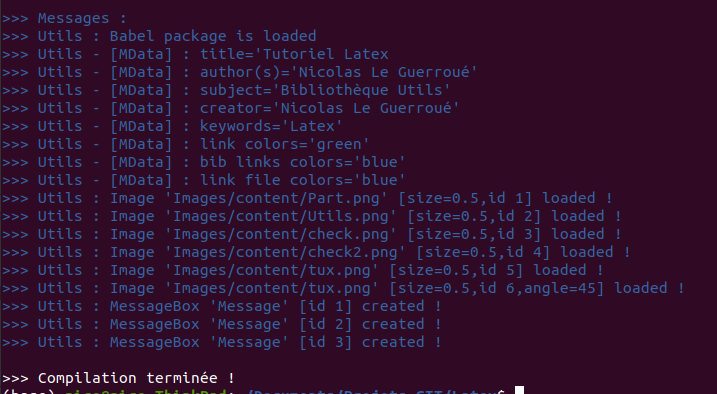 >>> Messages :
>>> Utils : Babel package is loaded
>>> Utils - [MData] : title='Tutoriel Latex
>>> Utils - [MData] : author(s)='Nicolas Le Guerroué'
>>> Utils - [MData] : subject='Bibliothèque Utils'
>>> Utils - [MData] : creator='Nicolas Le Guerroué'
>>> Utils - [MData] : keywords='Latex'
>>> Utils - [MData] : link colors='green'
>>> Utils - [MData] : bib links colors='blue'
>>> Utils - [MData] : link file colors='blue'
>>> Utils : Image 'Images/content/Part.png' [size=0.5,id 1] loaded !
>>> Utils : Image 'Images/content/Utils.png' [size=0.5,id 2] loaded !
>>> Utils : Image 'Images/content/check.png' [size=0.5,id 3] loaded !
>>> Utils : Image 'Images/content/check2.png' [size=0.5,id 4] loaded !
>>> Utils : Image 'Images/content/tux.png' [size=0.5,id 5] loaded !
>>> Utils : Image 'Images/content/tux.png' [size=0.5,id 6,angle=45] loaded !
>>> Utils : MessageBox 'Message' [id 1] created !
>>> Utils : MessageBox 'Message' [id 2] created !
>>> Utils : MessageBox 'Message' [id 3] created !
>>> Compilation terminée !